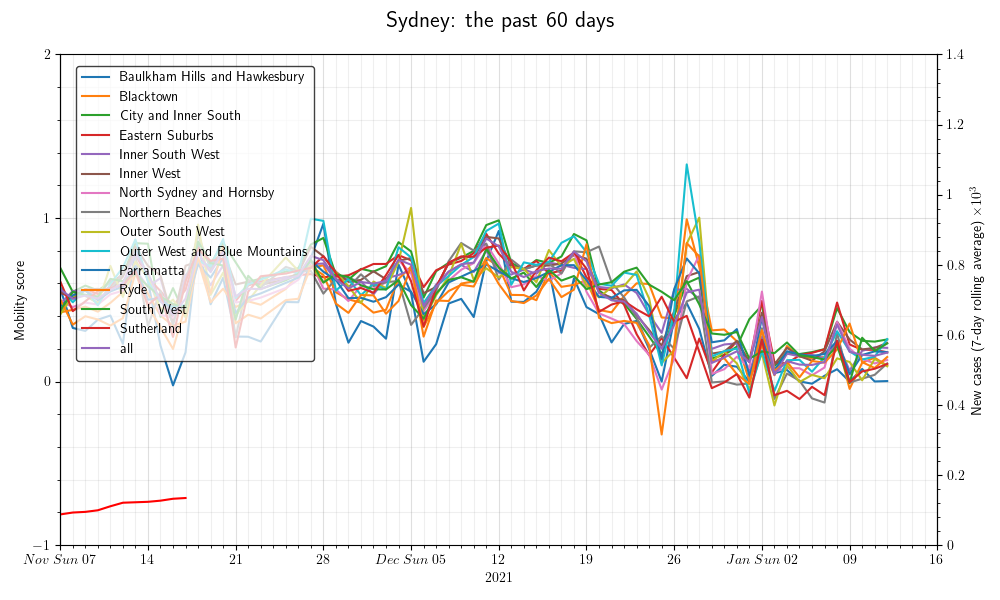 Sydney: the past 60 days
2
1
0
−1
Mobility score
Baulkham Hills and Hawkesbury
Blacktown
City and Inner South
Eastern Suburbs
Inner South West
Inner West
North Sydney and Hornsby
Northern Beaches
Outer South West
Outer West and Blue Mountains
Parramatta
Ryde
South West
Sutherland
all
1.4
1.2
1
0.8
0.6
0.4
0.2
0
New cases (7-day rolling average) ×10³
Nov Sun 07 14 21 28 Dec Sun 05 12 19 26 Jan Sun 02 09 16
2021